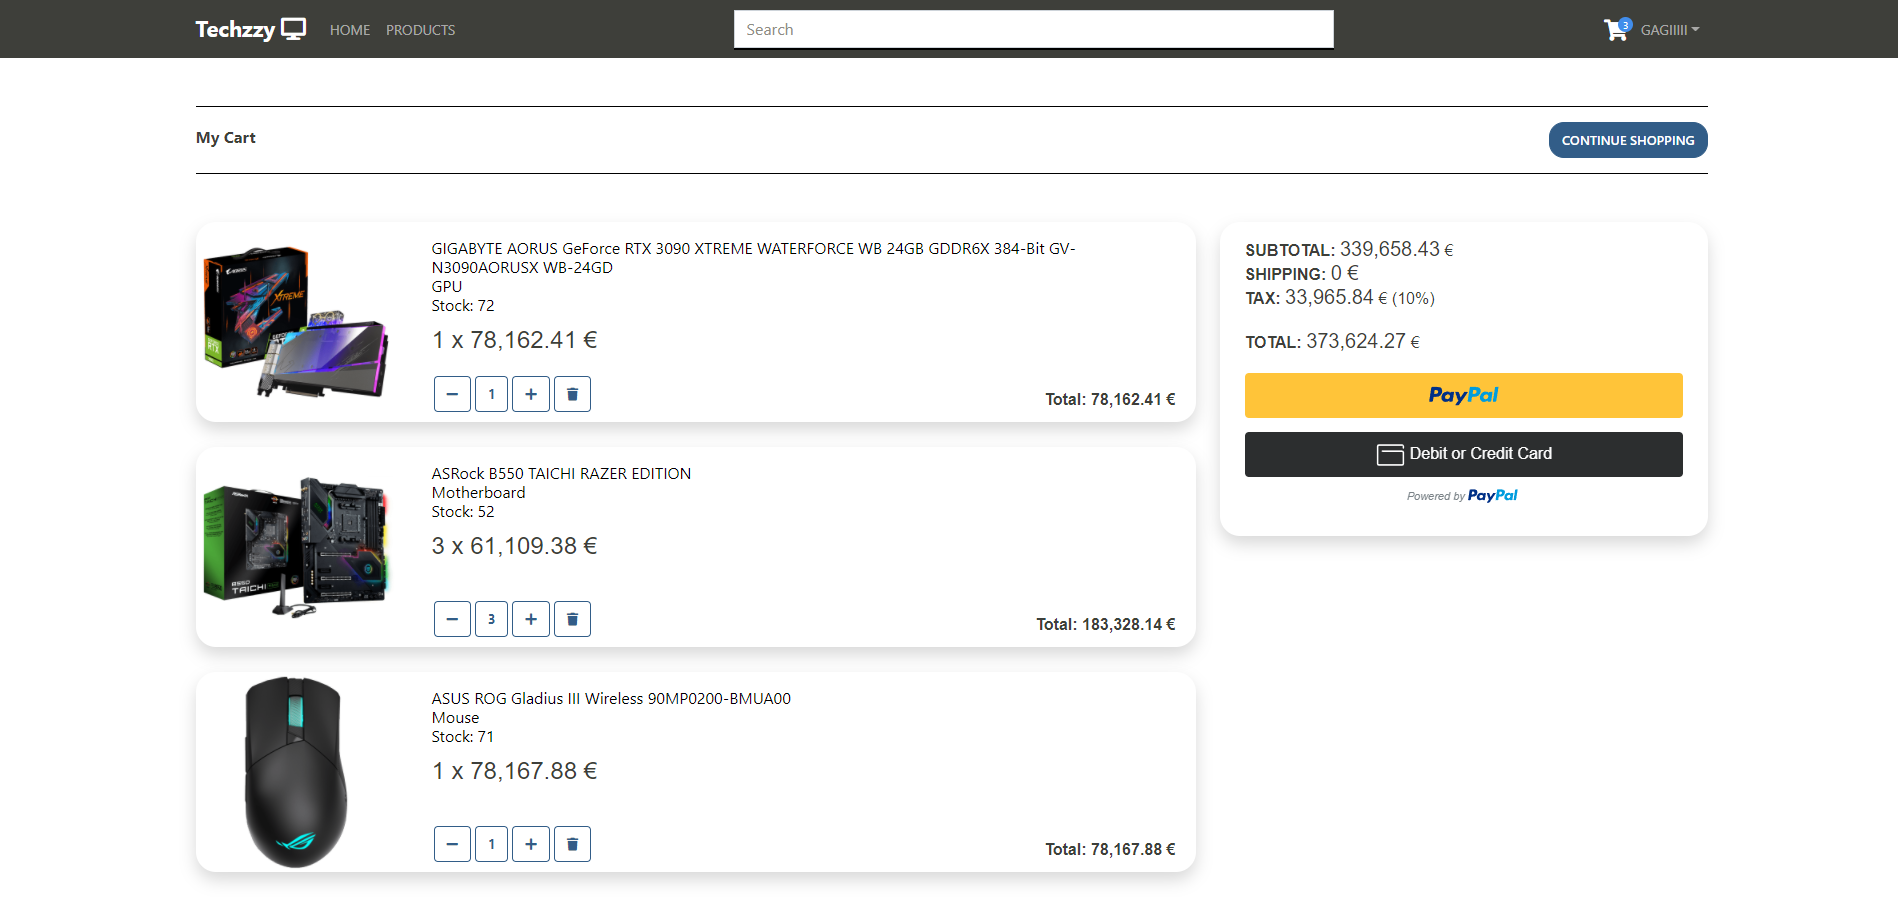 Techzzy HOME PRODUCTS Search 3 GAGIIIII
My Cart
CONTINUE SHOPPING
GIGABYTE AORUS GeForce RTX 3090 XTREME WATERFORCE WB 24GB GDDR6X 384-Bit GV-
N3090AORUSX WB-24GD
GPU
Stock: 72
1 x 78,162.41 €
1
Total: 78,162.41 €
AORUS
XTREME
RTX
ASRock B550 TAICHI RAZER EDITION
Motherboard
Stock: 52
3 x 61,109.38 €
3
Total: 183,328.14 €
B550
TAICHI
ASUS ROG Gladius III Wireless 90MP0200-BMUA00
Mouse
Stock: 71
1 x 78,167.88 €
1
Total: 78,167.88 €
SUBTOTAL: 339,658.43 €
SHIPPING: 0 €
TAX: 33,965.84 € (10%)
TOTAL: 373,624.27 €
PayPal
Debit or Credit Card
Powered by PayPal